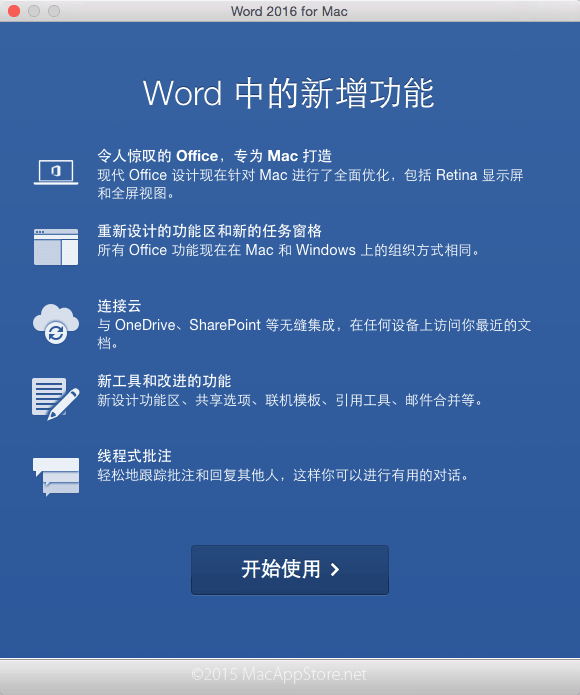 Word 2016 for Mac
Word 中的新增功能
令人惊叹的 Office，专为 Mac 打造
现代 Office 设计现在针对 Mac 进行了全面优化，包括 Retina 显示屏
和全屏视图。
重新设计的功能区和新的任务窗格
所有 Office 功能现在在 Mac 和 Windows 上的组织方式相同。
连接云
与 OneDrive、SharePoint 等无缝集成，在任何设备上访问你最近的文
档。
新工具和改进的功能
新设计功能区、共享选项、联机模板、引用工具、邮件合并等。
线程式批注
轻松地跟踪批注和回复其他人，这样你可以进行有用的对话。
开始使用 >
©2015 MacAppStore.net